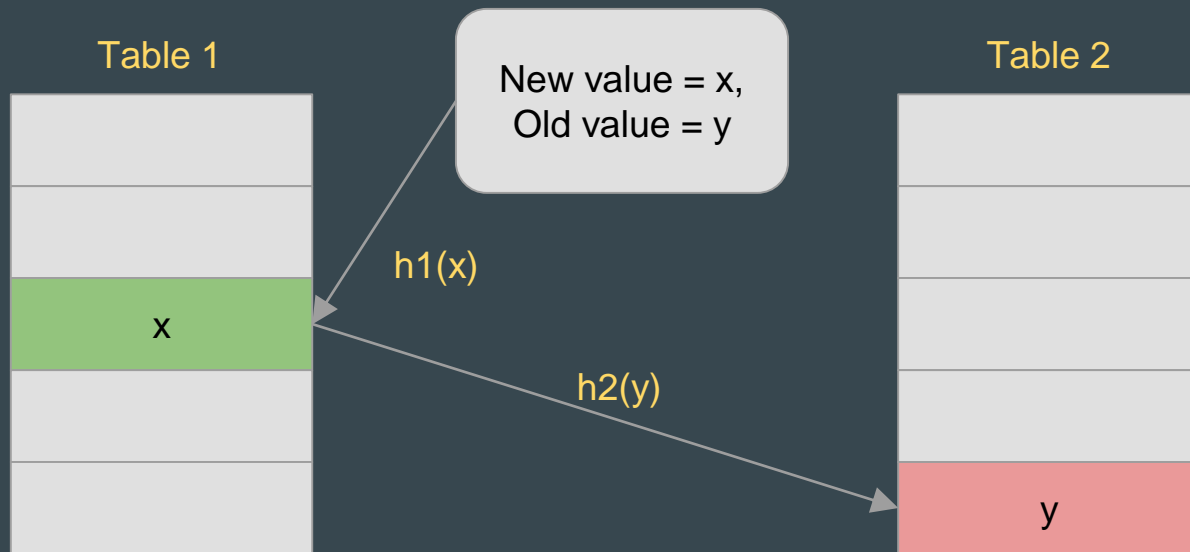 Table 1
New value = x,
Old value = y
Table 2
h1(x)
x
h2(y)
y